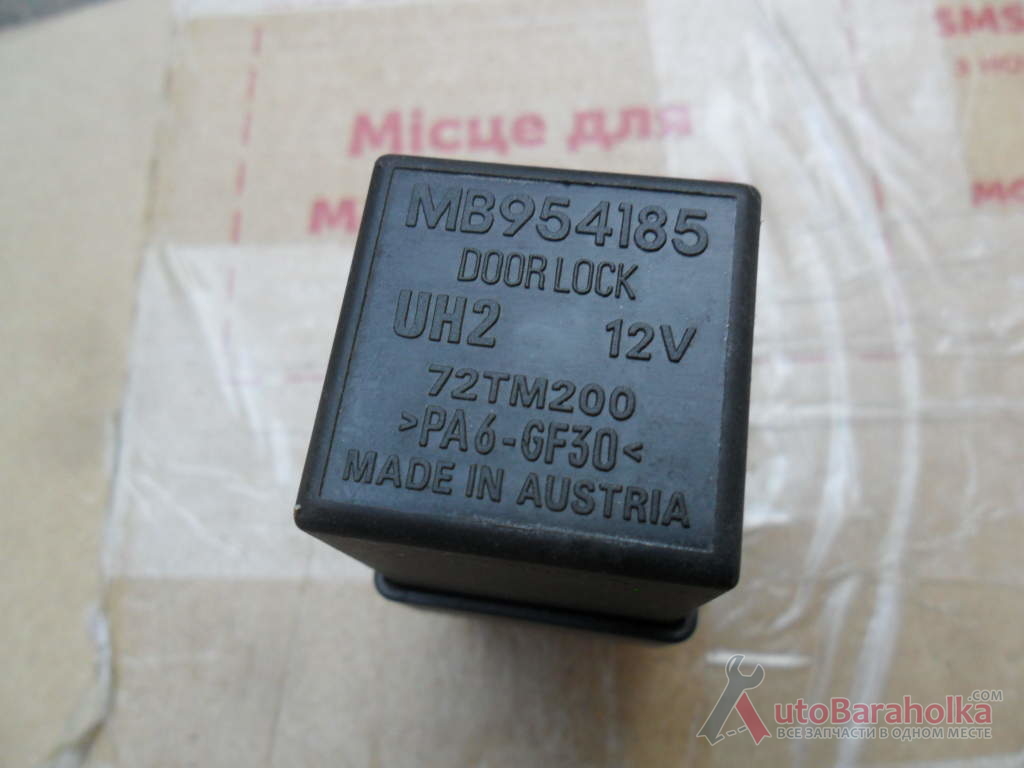 SMS
Місце для
MB954185
DOOR LOCK
UH2 12V
72TM200
>PA6-GF30<
MADE IN AUSTRIA
AutoBaraholka.COM
ВСЕ ЗАПЧАСТИ В ОДНОМ МЕСТЕ